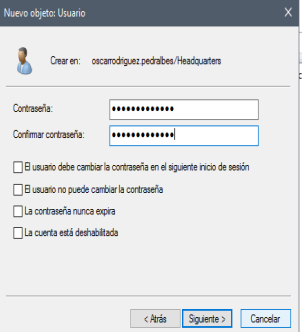 Nuevo objeto: Usuario
Crear en: oscarrodriguez.pedralbes/Headquarters
Contraseña: •••••••••••••
Confirmar contraseña: •••••••••••••
El usuario debe cambiar la contraseña en el siguiente inicio de sesión
El usuario no puede cambiar la contraseña
La contraseña nunca expira
La cuenta está deshabilitada
< Atrás Siguiente > Cancelar